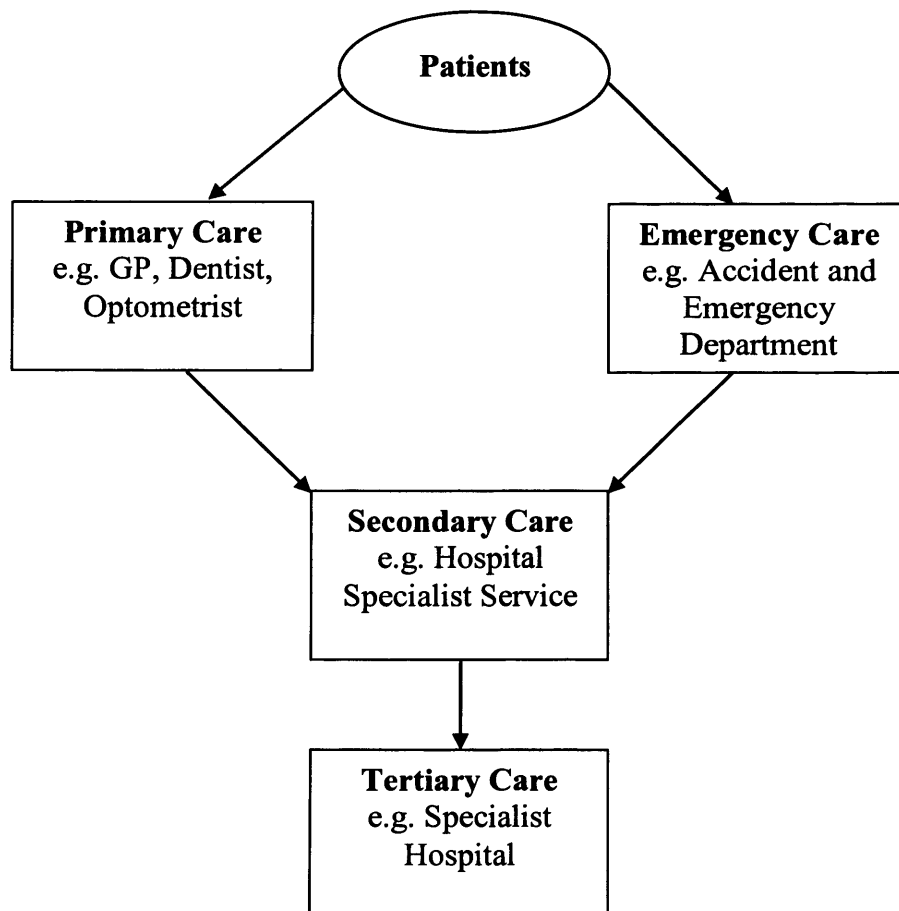 Patients
Primary Care
e.g. GP, Dentist,
Optometrist
Emergency Care
e.g. Accident and
Emergency
Department
Secondary Care
e.g. Hospital
Specialist Service
Tertiary Care
e.g. Specialist
Hospital